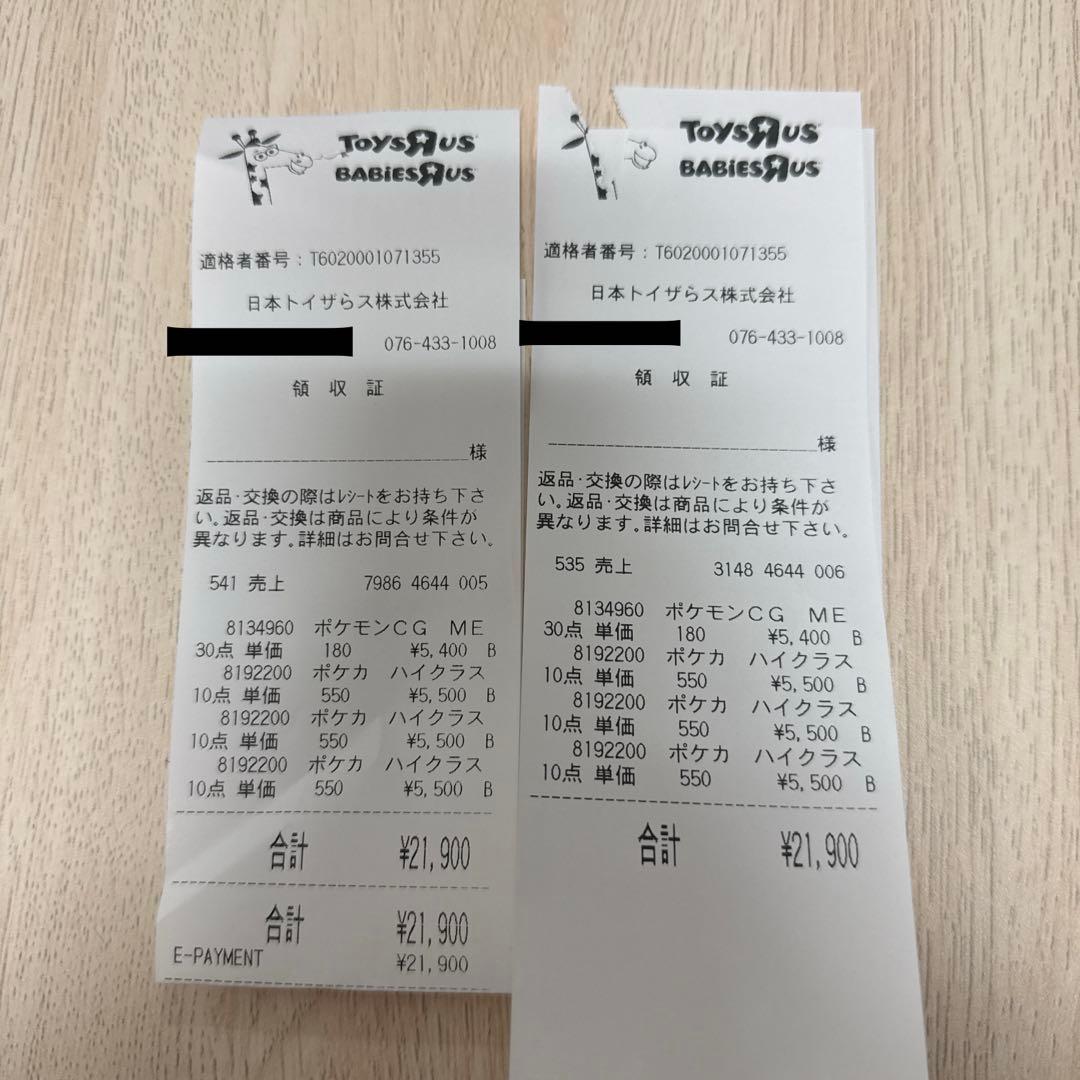 TOYSЯUS
BABIESЯUS
適格者番号：T6020001071355
日本トイザらス株式会社
076-433-1008
領 収 証
様
返品･交換の際はﾚｼｰﾄをお持ち下さ
い｡返品･交換は商品により条件が
異なります｡詳細はお問合せ下さい｡
541 売上 7986 4644 005
8134960 ポケモンＣＧ ＭＥ
30点 単価 180 ¥5,400 B
8192200 ポケカ ハイクラス
10点 単価 550 ¥5,500 B
8192200 ポケカ ハイクラス
10点 単価 550 ¥5,500 B
8192200 ポケカ ハイクラス
10点 単価 550 ¥5,500 B
合計 ¥21,900
合計 ¥21,900
E-PAYMENT ¥21,900
TOYSЯUS
BABIESЯUS
適格者番号：T6020001071355
日本トイザらス株式会社
076-433-1008
領 収 証
様
返品･交換の際はﾚｼｰﾄをお持ち下さ
い｡返品･交換は商品により条件が
異なります｡詳細はお問合せ下さい｡
535 売上 3148 4644 006
8134960 ポケモンＣＧ ＭＥ
30点 単価 180 ¥5,400 B
8192200 ポケカ ハイクラス
10点 単価 550 ¥5,500 B
8192200 ポケカ ハイクラス
10点 単価 550 ¥5,500 B
8192200 ポケカ ハイクラス
10点 単価 550 ¥5,500 B
合計 ¥21,900